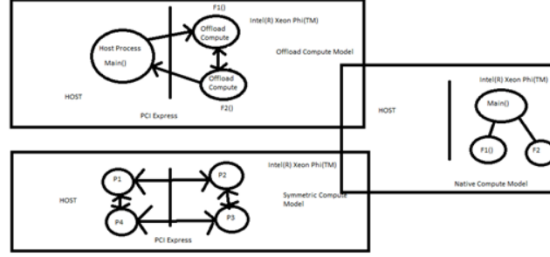 F1()
Intel(R) Xeon Phi(TM)
Offload
Compute
Host Process
Main()
Offload Compute Model
Offload
Compute
HOST
F2()
PCI Express
Intel(R) Xeon Phi(TM)
HOST
Main()
F1()
F2
Native Compute Model
Intel(R) Xeon Phi(TM)
P1
P2
HOST
Symmetric Compute
Model
P4
P3
PCI Express